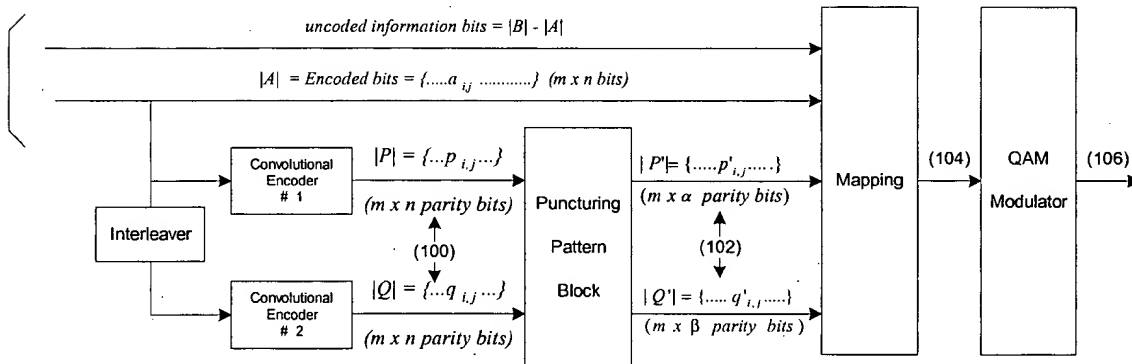 uncoded information bits = |B| - |A|
|A| = Encoded bits = {.....a i,j ............} (m x n bits)
Convolutional
Encoder
# 1
|P| = {...p i,j ...}
(m x n parity bits)
| P'|= {.....p' i,j .....}
(m x α parity bits)
Interleaver
(100)
Puncturing
Pattern
Block
(102)
Mapping
(104)
QAM
Modulator
(106)
Convolutional
Encoder
# 2
|Q| = {...q i,j ...}
(m x n parity bits)
| Q'| = {..... q' i,j .....}
(m x β parity bits)